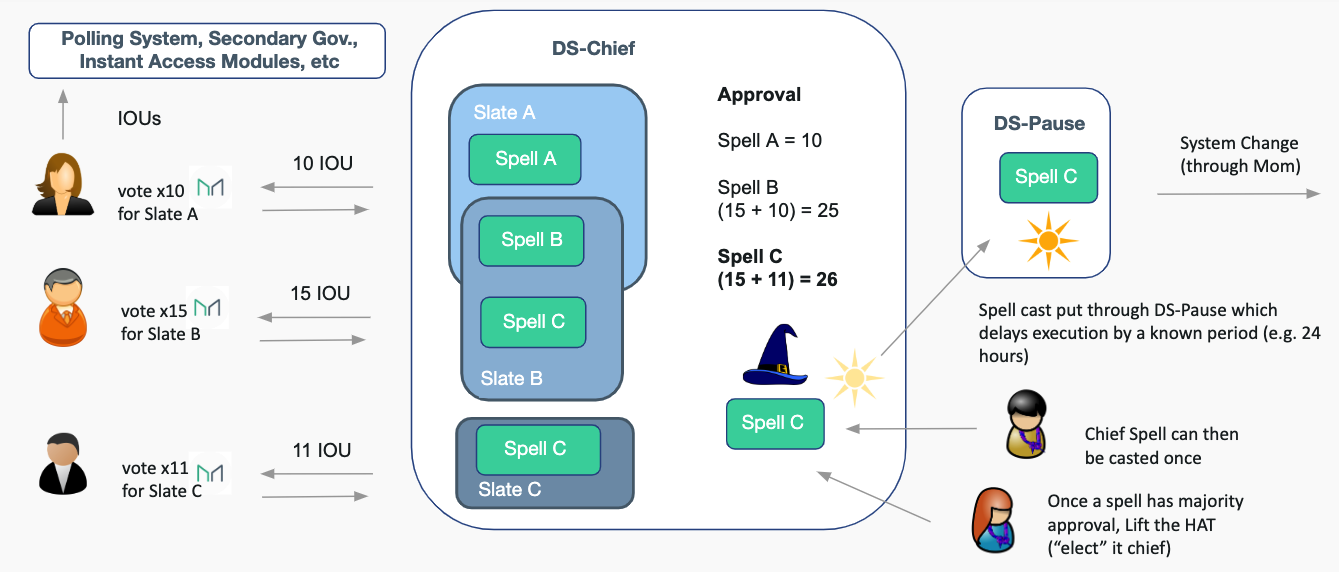 Polling System, Secondary Gov.,
Instant Access Modules, etc
IOUs
vote x10
for Slate A
10 IOU
vote x15
for Slate B
15 IOU
vote x11
for Slate C
11 IOU
DS-Chief
Slate A
Spell A
Spell B
Spell C
Slate B
Spell C
Slate C
Approval
Spell A = 10
Spell B
(15 + 10) = 25
Spell C
(15 + 11) = 26
Spell C
DS-Pause
Spell C
System Change
(through Mom)
Spell cast put through DS-Pause which
delays execution by a known period (e.g. 24
hours)
Chief Spell can then
be casted once
Once a spell has majority
approval, Lift the HAT
(“elect” it chief)